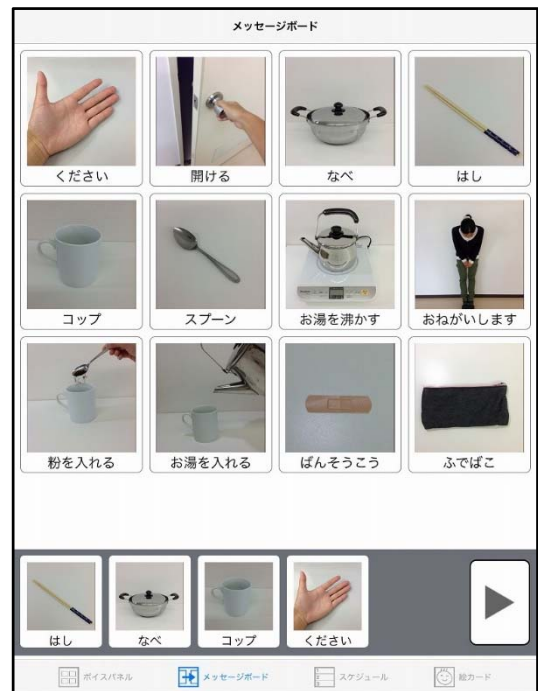 メッセージボード
ください
開ける
なべ
はし
コップ
スプーン
お湯を沸かす
おねがいします
粉を入れる
お湯を入れる
ばんそうこう
ふでばこ
はし
なべ
コップ
ください
ボイスパネル
メッセージボード
スケジュール
絵カード